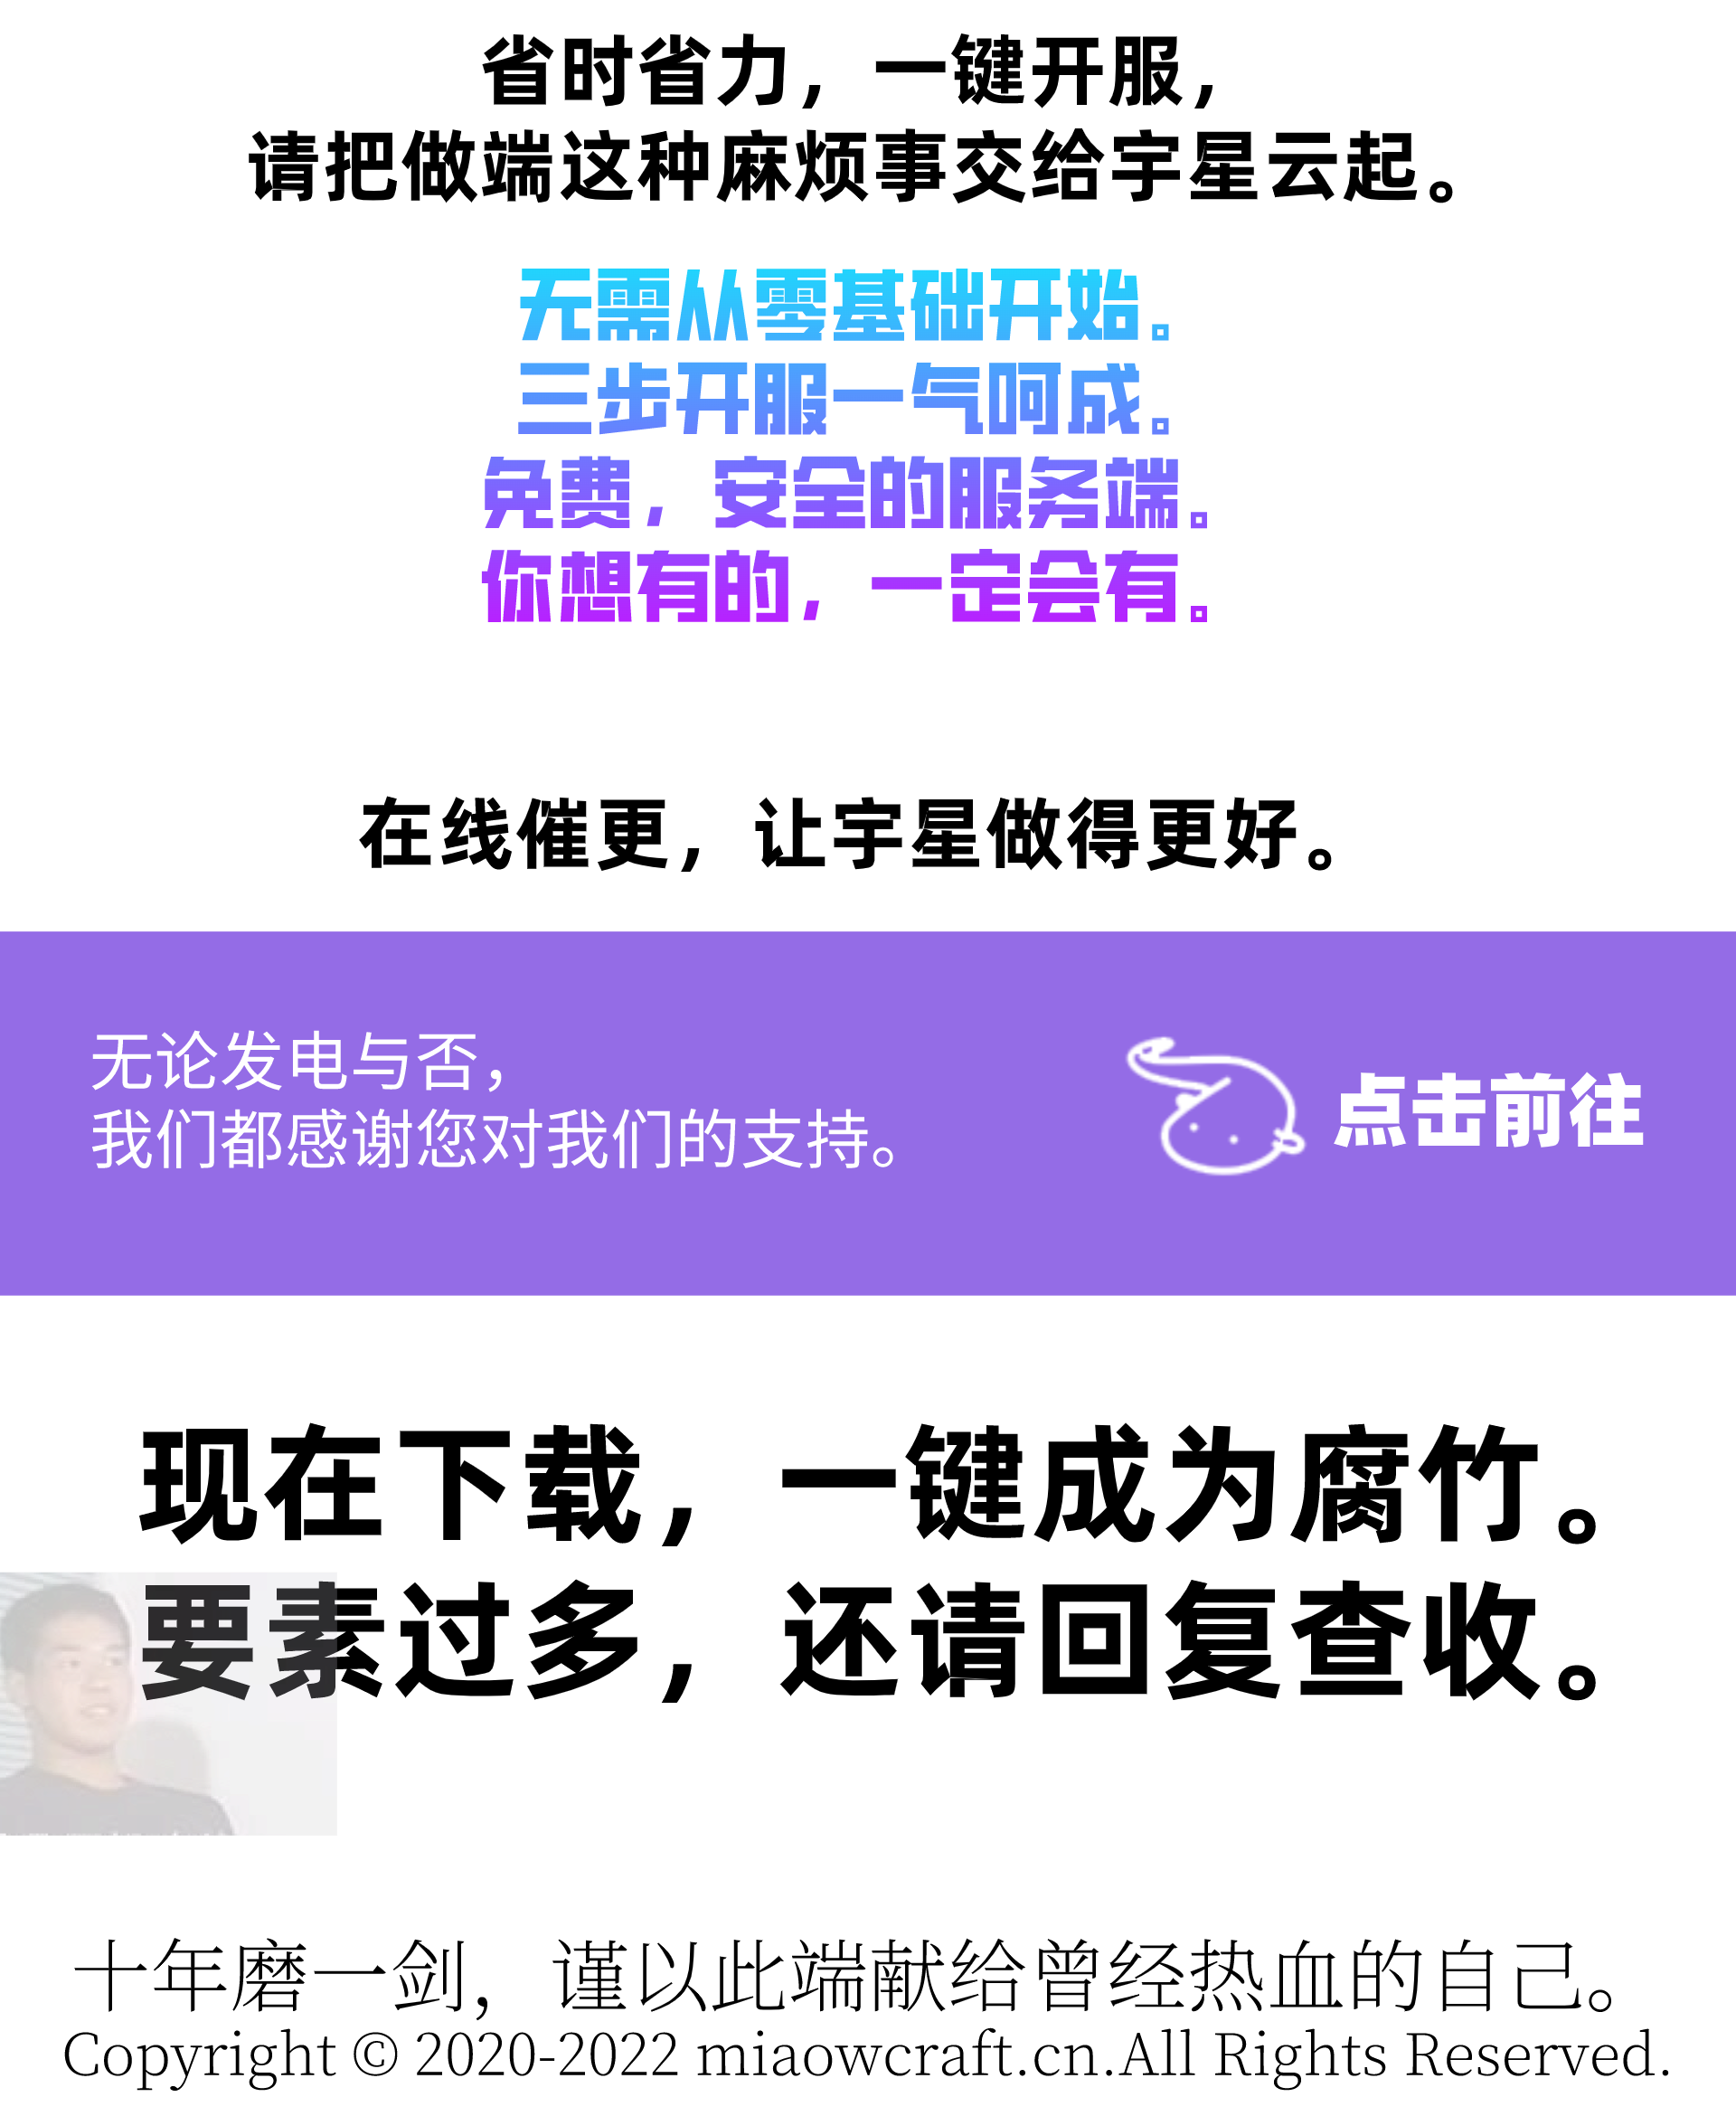 省时省力，一键开服，
请把做端这种麻烦事交给宇星云起。
无需从零基础开始。
三步开服一气呵成。
免费，安全的服务端。
你想有的，一定会有。
在线催更，让宇星做得更好。
无论发电与否，
我们都感谢您对我们的支持。
点击前往
现在下载，一键成为腐竹。
要素过多，还请回复查收。
十年磨一剑，谨以此端献给曾经热血的自己。
Copyright © 2020-2022 miaowcraft.cn.All Rights Reserved.